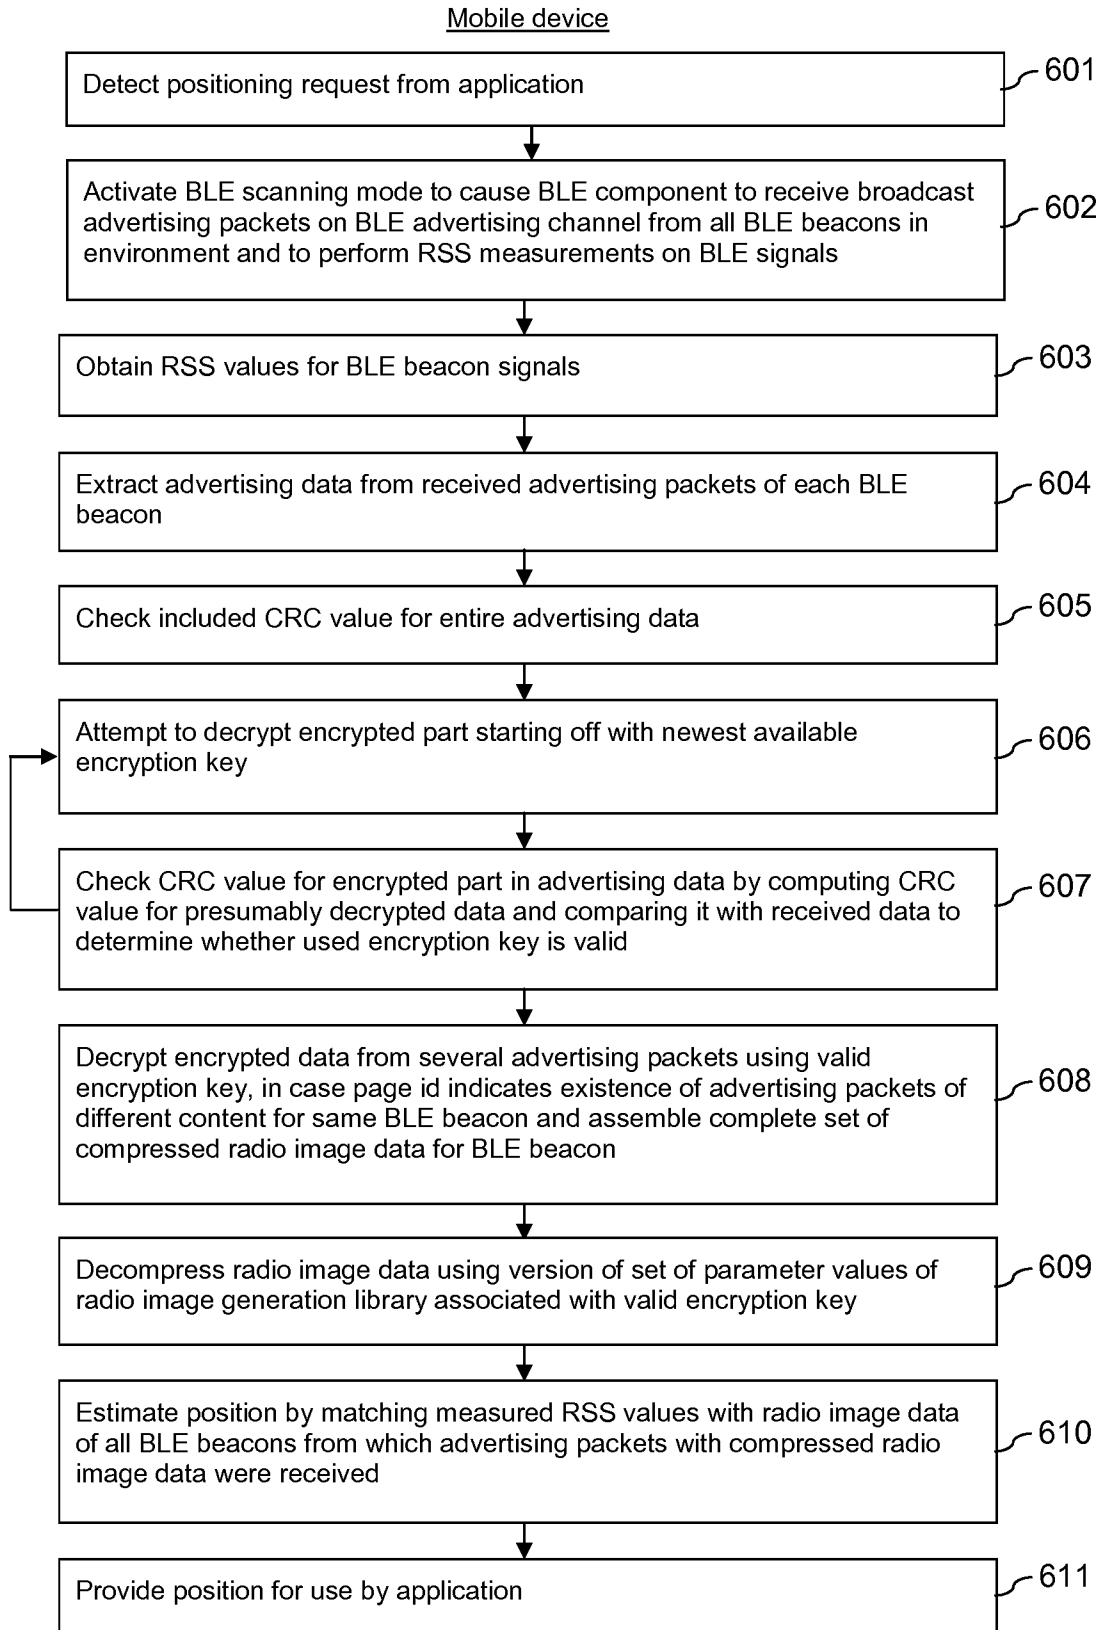 Mobile device
Detect positioning request from application
601
Activate BLE scanning mode to cause BLE component to receive broadcast
advertising packets on BLE advertising channel from all BLE beacons in
environment and to perform RSS measurements on BLE signals
602
Obtain RSS values for BLE beacon signals
603
Extract advertising data from received advertising packets of each BLE
beacon
604
Check included CRC value for entire advertising data
605
Attempt to decrypt encrypted part starting off with newest available
encryption key
606
Check CRC value for encrypted part in advertising data by computing CRC
value for presumably decrypted data and comparing it with received data to
determine whether used encryption key is valid
607
Decrypt encrypted data from several advertising packets using valid
encryption key, in case page id indicates existence of advertising packets of
different content for same BLE beacon and assemble complete set of
compressed radio image data for BLE beacon
608
Decompress radio image data using version of set of parameter values of
radio image generation library associated with valid encryption key
609
Estimate position by matching measured RSS values with radio image data
of all BLE beacons from which advertising packets with compressed radio
image data were received
610
Provide position for use by application
611